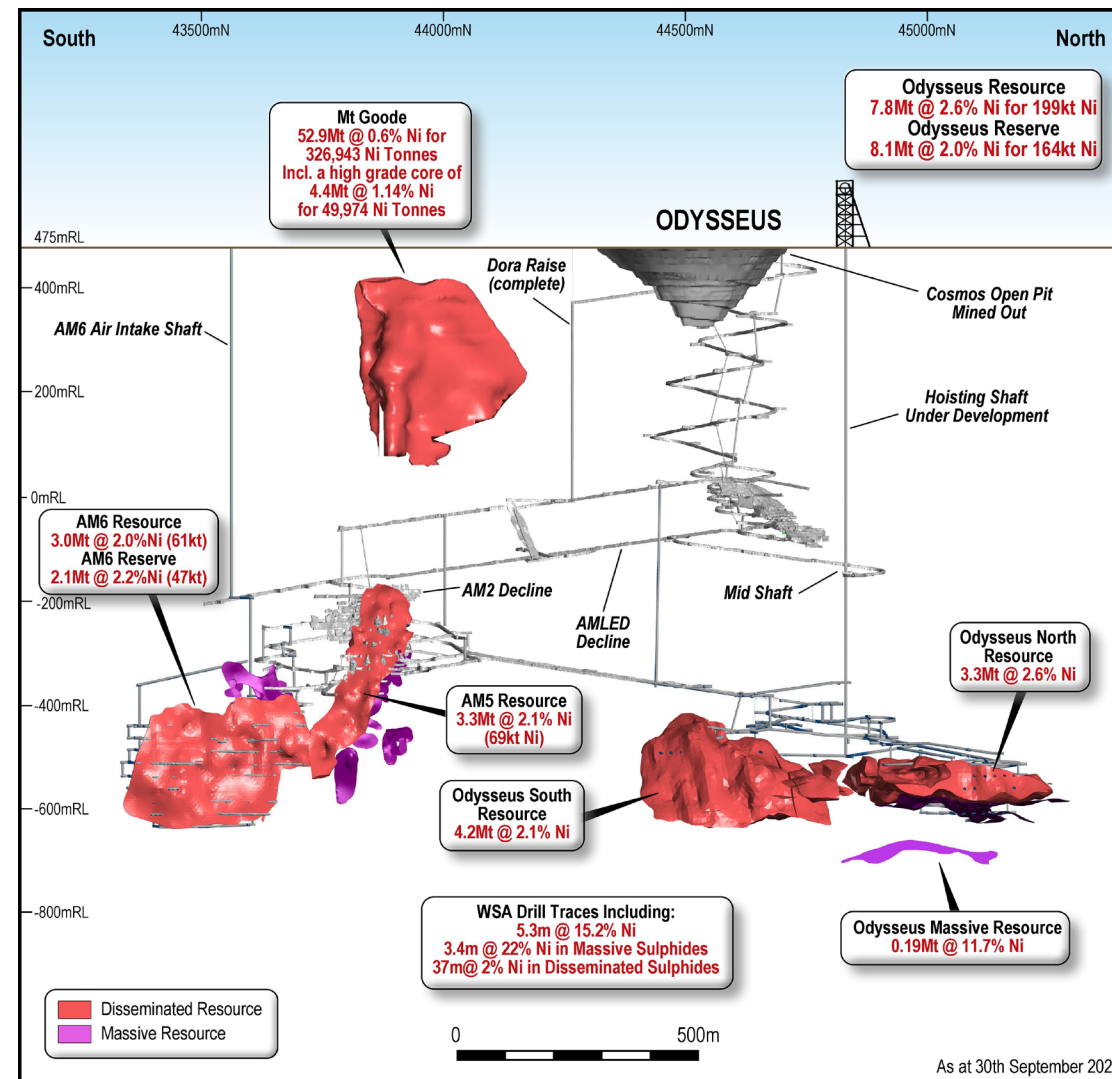 South
43500mN
44000mN
44500mN
45000mN
North
Odysseus Resource
7.8Mt @ 2.6% Ni for 199kt Ni
Odysseus Reserve
8.1Mt @ 2.0% Ni for 164kt Ni
Mt Goode
52.9Mt @ 0.6% Ni for
326,943 Ni Tonnes
Incl. a high grade core of
4.4Mt @ 1.14% Ni
for 49,974 Ni Tonnes
ODYSSEUS
475mRL
400mRL
200mRL
0mRL
-200mRL
-400mRL
-600mRL
-800mRL
Dora Raise
(complete)
Cosmos Open Pit
Mined Out
AM6 Air Intake Shaft
Hoisting Shaft
Under Development
AM6 Resource
3.0Mt @ 2.0%Ni (61kt)
AM6 Reserve
2.1Mt @ 2.2%Ni (47kt)
AM2 Decline
AMLED
Decline
Mid Shaft
Odysseus North
Resource
3.3Mt @ 2.6% Ni
AM5 Resource
3.3Mt @ 2.1% Ni
(69kt Ni)
Odysseus South
Resource
4.2Mt @ 2.1% Ni
WSA Drill Traces Including:
5.3m @ 15.2% Ni
3.4m @ 22% Ni in Massive Sulphides
37m@ 2% Ni in Disseminated Sulphides
Odysseus Massive Resource
0.19Mt @ 11.7% Ni
Disseminated Resource
Massive Resource
0
500m
As at 30th September 202